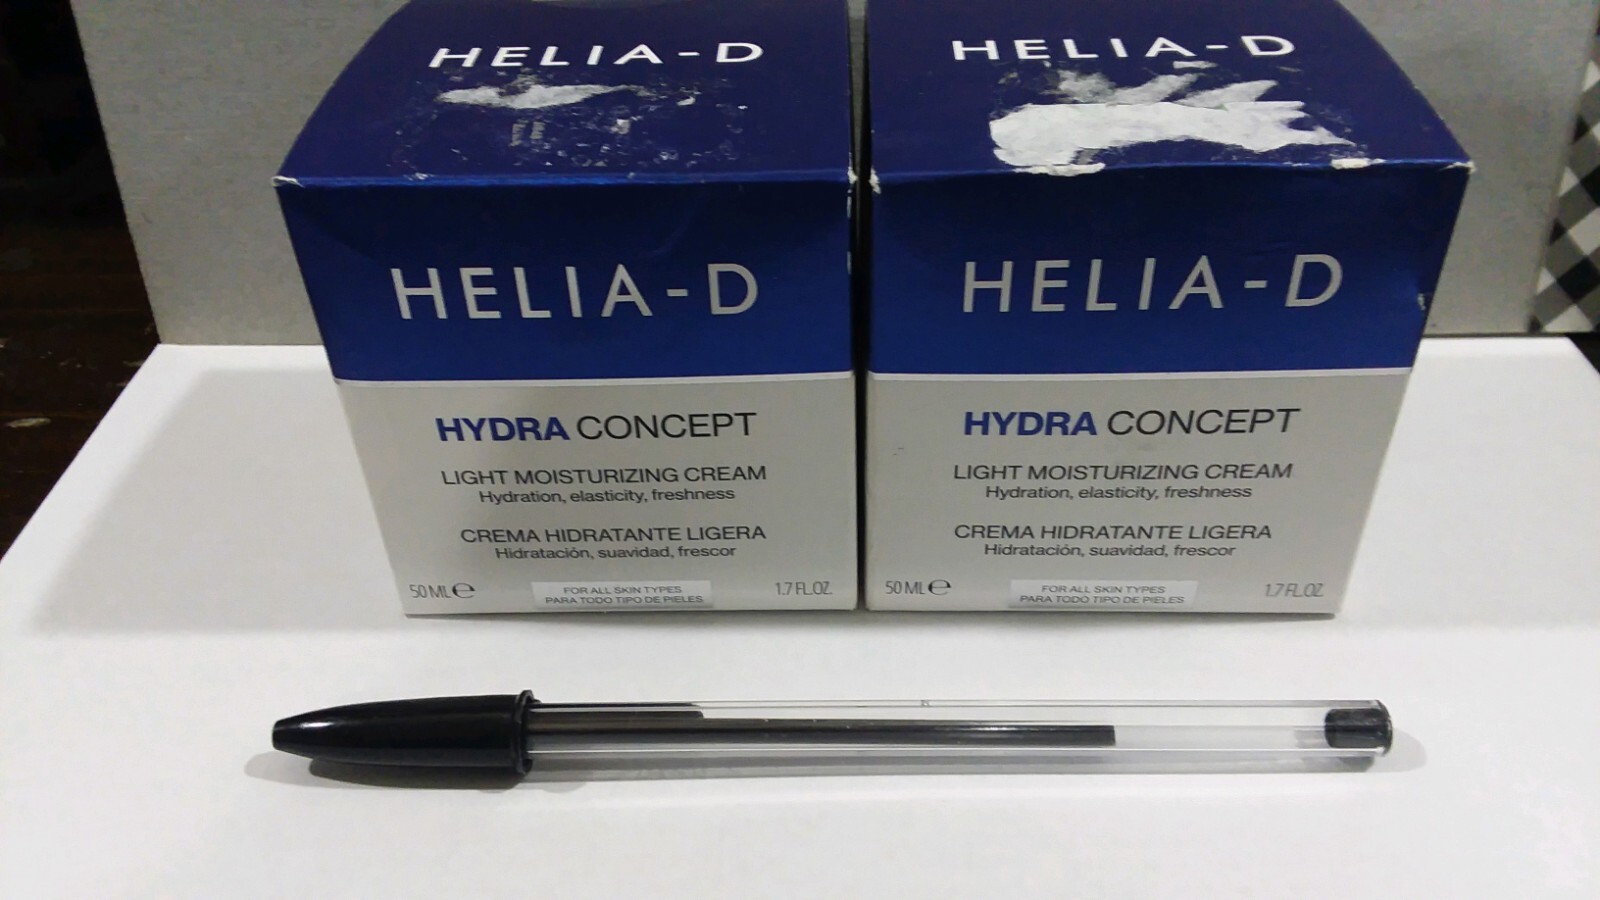 HELIA-D
HELIA-D
HYDRA CONCEPT
LIGHT MOISTURIZING CREAM
Hydration, elasticity, freshness
CREMA HIDRATANTE LIGERA
Hidratación, suavidad, frescor
50 ML ℮
FOR ALL SKIN TYPES
PARA TODO TIPO DE PIELES
1.7 FL.OZ.
HELIA-D
HELIA-D
HYDRA CONCEPT
LIGHT MOISTURIZING CREAM
Hydration, elasticity, freshness
CREMA HIDRATANTE LIGERA
Hidratación, suavidad, frescor
50 ML ℮
FOR ALL SKIN TYPES
PARA TODO TIPO DE PIELES
1.7 FL.OZ.